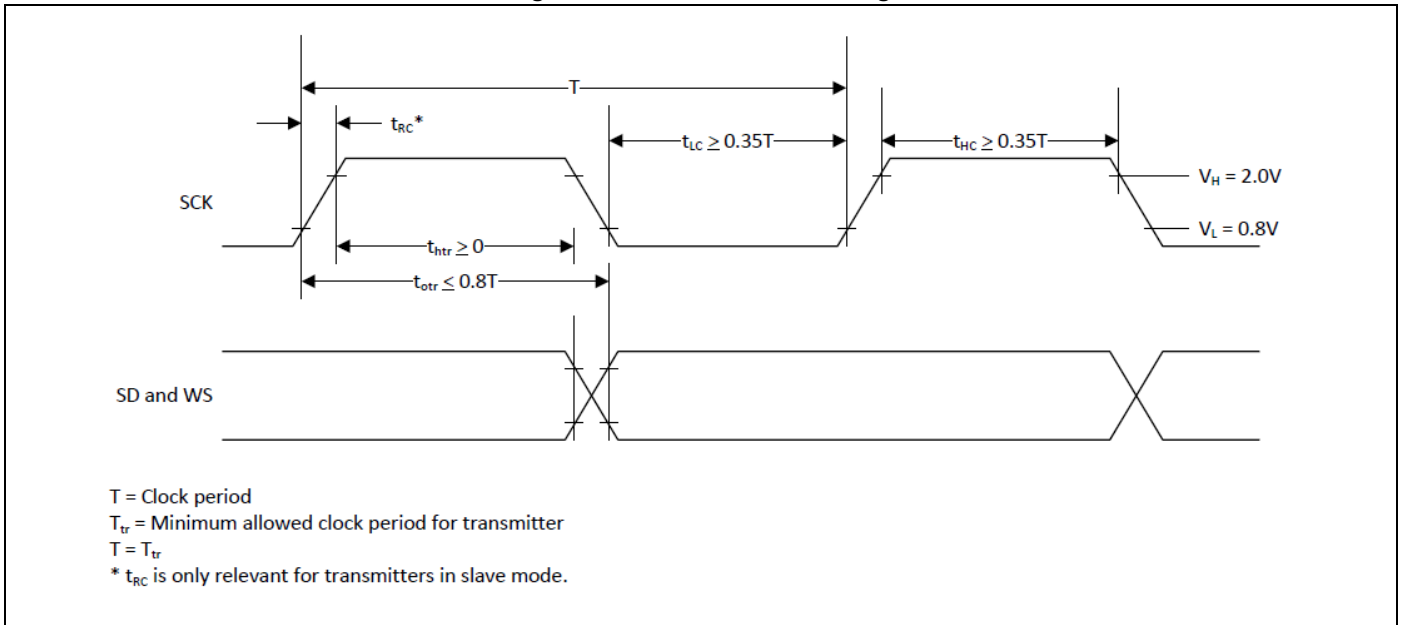 T
t_RC*
t_LC ≥ 0.35T
t_HC ≥ 0.35T
SCK
V_H = 2.0V
V_L = 0.8V
t_htr ≥ 0
t_otr ≤ 0.8T
SD and WS
T = Clock period
T_tr = Minimum allowed clock period for transmitter
T = T_tr
* t_RC is only relevant for transmitters in slave mode.